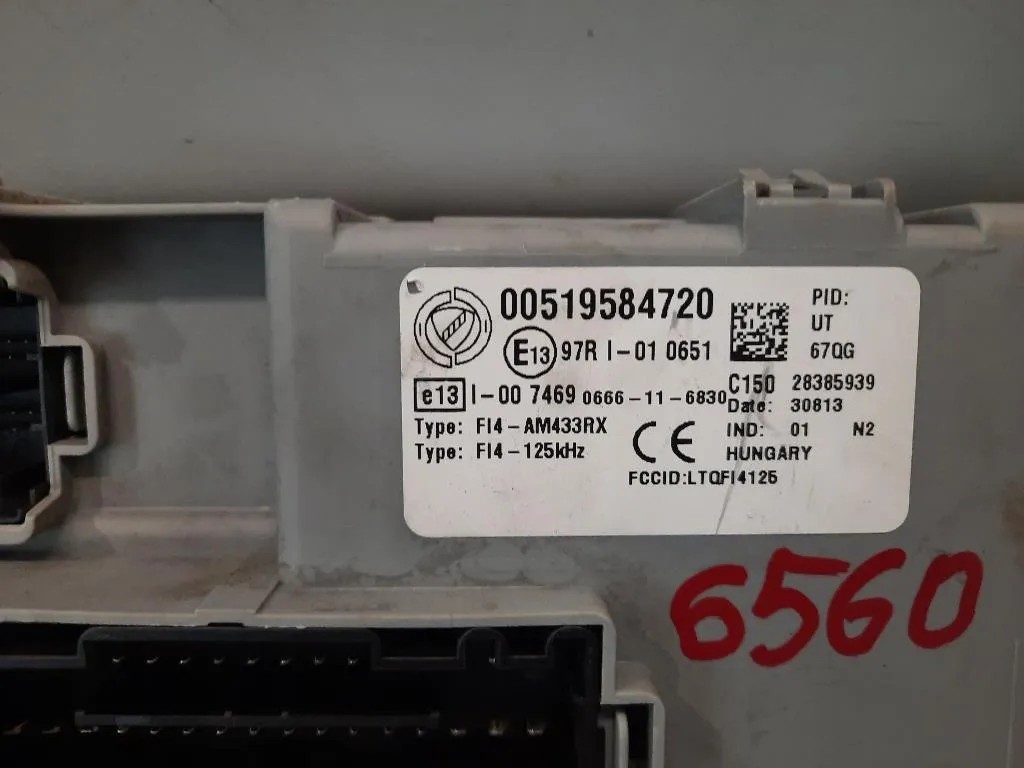 00519584720
E13 97R I-01 0651
e13 I-00 7469 0666-11-6830
Type: FI4-AM433RX
Type: FI4-125kHz
CE
FCCID:LTQFI4125
PID:
UT
67QG
C150 28385939
Date: 30813
IND: 01 N2
HUNGARY
6560